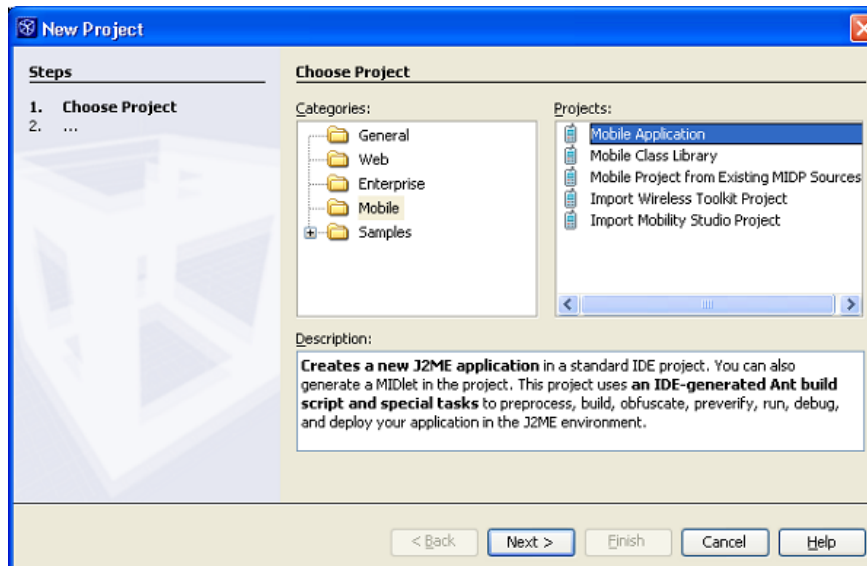 New Project
Steps
1. Choose Project
2. ...
Choose Project
Categories:
General
Web
Enterprise
Mobile
Samples
Projects:
Mobile Application
Mobile Class Library
Mobile Project from Existing MIDP Sources
Import Wireless Toolkit Project
Import Mobility Studio Project
Description:
Creates a new J2ME application in a standard IDE project. You can also
generate a MIDlet in the project. This project uses an IDE-generated Ant build
script and special tasks to preprocess, build, obfuscate, preverify, run, debug,
and deploy your application in the J2ME environment.
< Back
Next >
Finish
Cancel
Help